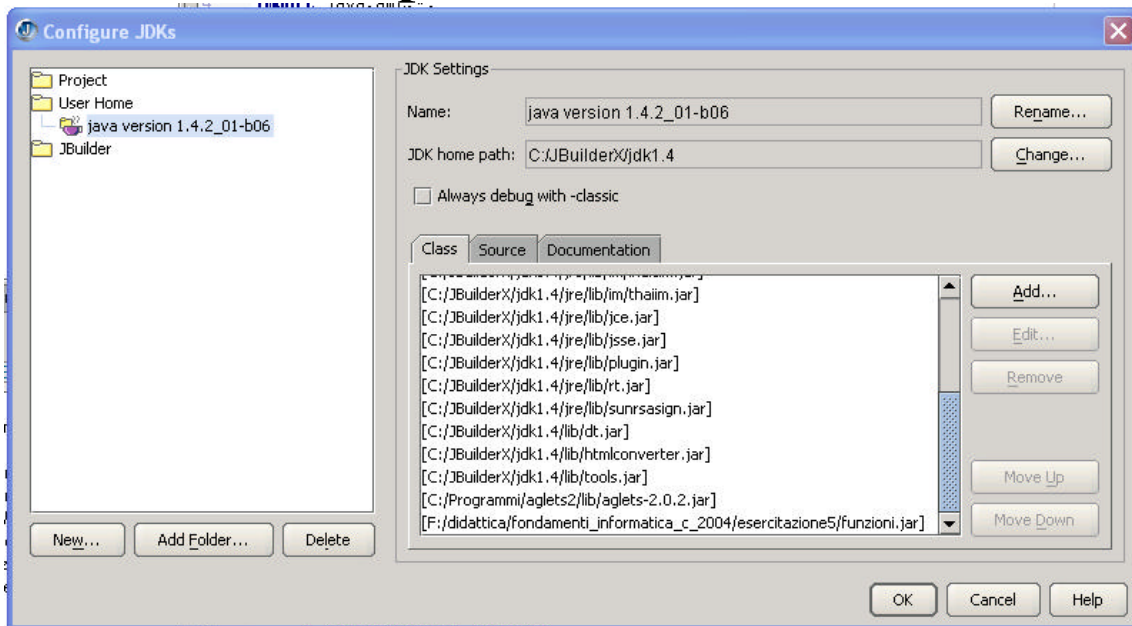 Configure JDKs
Project
User Home
java version 1.4.2_01-b06
JBuilder
New...
Add Folder...
Delete
JDK Settings
Name:
java version 1.4.2_01-b06
Rename...
JDK home path:
C:/JBuilderX/jdk1.4
Change...
Always debug with -classic
Class
Source
Documentation
[C:/JBuilderX/jdk1.4/jre/lib/im/thaiim.jar]
[C:/JBuilderX/jdk1.4/jre/lib/jce.jar]
[C:/JBuilderX/jdk1.4/jre/lib/jsse.jar]
[C:/JBuilderX/jdk1.4/jre/lib/plugin.jar]
[C:/JBuilderX/jdk1.4/jre/lib/rt.jar]
[C:/JBuilderX/jdk1.4/jre/lib/sunrsasign.jar]
[C:/JBuilderX/jdk1.4/lib/dt.jar]
[C:/JBuilderX/jdk1.4/lib/htmlconverter.jar]
[C:/JBuilderX/jdk1.4/lib/tools.jar]
[C:/Programmi/aglets2/lib/aglets-2.0.2.jar]
[F:/didattica/fondamenti_informatica_c_2004/esercitazione5/funzioni.jar]
Add...
Edit...
Remove
Move Up
Move Down
OK
Cancel
Help